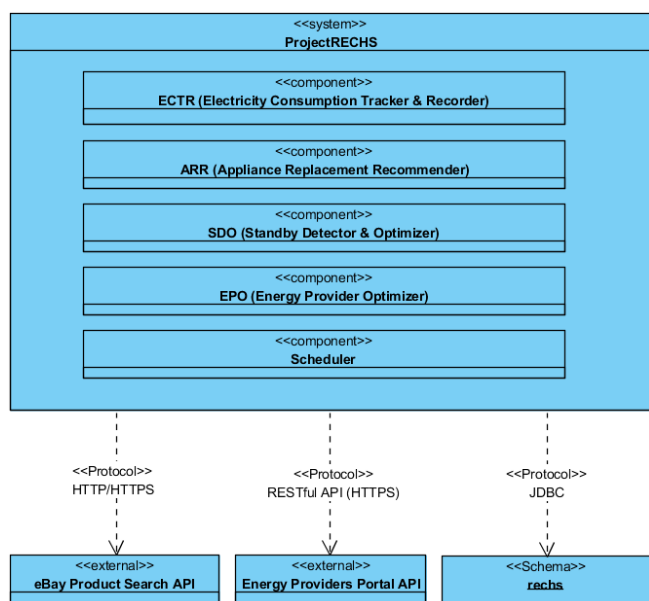 <<system>>
ProjectRECHS
<<component>>
ECTR (Electricity Consumption Tracker & Recorder)
<<component>>
ARR (Appliance Replacement Recommender)
<<component>>
SDO (Standby Detector & Optimizer)
<<component>>
EPO (Energy Provider Optimizer)
<<component>>
Scheduler
<<Protocol>>
HTTP/HTTPS
<<Protocol>>
RESTful API (HTTPS)
<<Protocol>>
JDBC
<<external>>
eBay Product Search API
<<external>>
Energy Providers Portal API
<<Schema>>
rechs